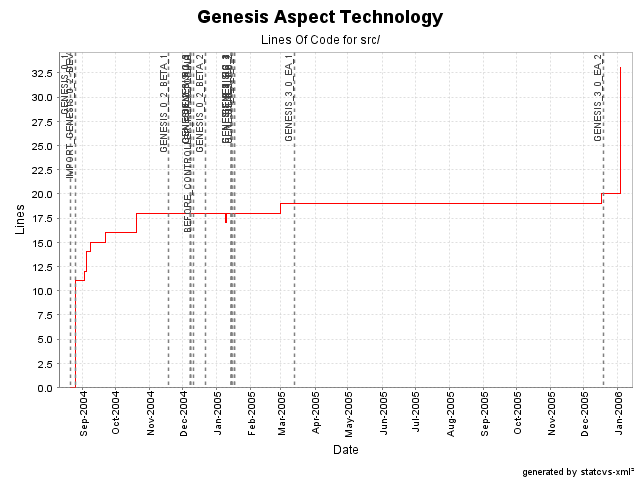 Genesis Aspect Technology
Lines Of Code for src/
GENESIS_0_1
IMPORT_GENESIS-0_2-DEV
GENESIS_0_2_BETA_1
GENESIS_0_2_BETA_2
GENESIS_3_0_EA_1
GENESIS_3_0_EA_2
Lines
32.5
30.0
27.5
25.0
22.5
20.0
17.5
15.0
12.5
10.0
7.5
5.0
2.5
0.0
Sep-2004
Oct-2004
Nov-2004
Dec-2004
Jan-2005
Feb-2005
Mar-2005
Apr-2005
May-2005
Jun-2005
Jul-2005
Aug-2005
Sep-2005
Oct-2005
Nov-2005
Dec-2005
Jan-2006
Date
generated by statcvs-xml²